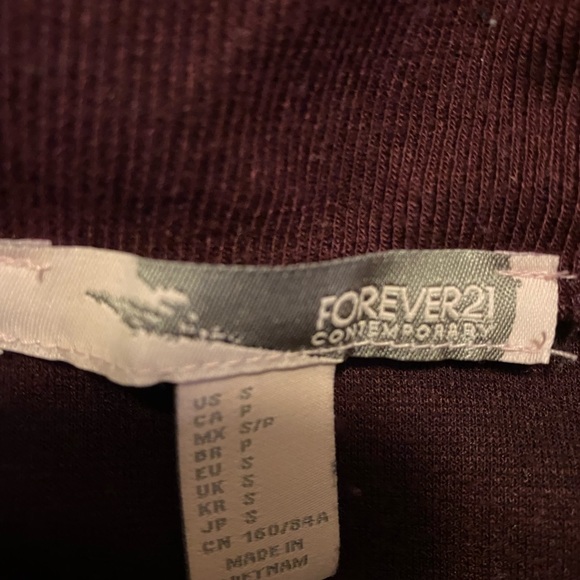 FOREVER21
CONTEMPORARY
US S
CA P
MX S/P
BR P
EU S
UK S
KR S
JP S
CN 160/84A
MADE IN
VIETNAM